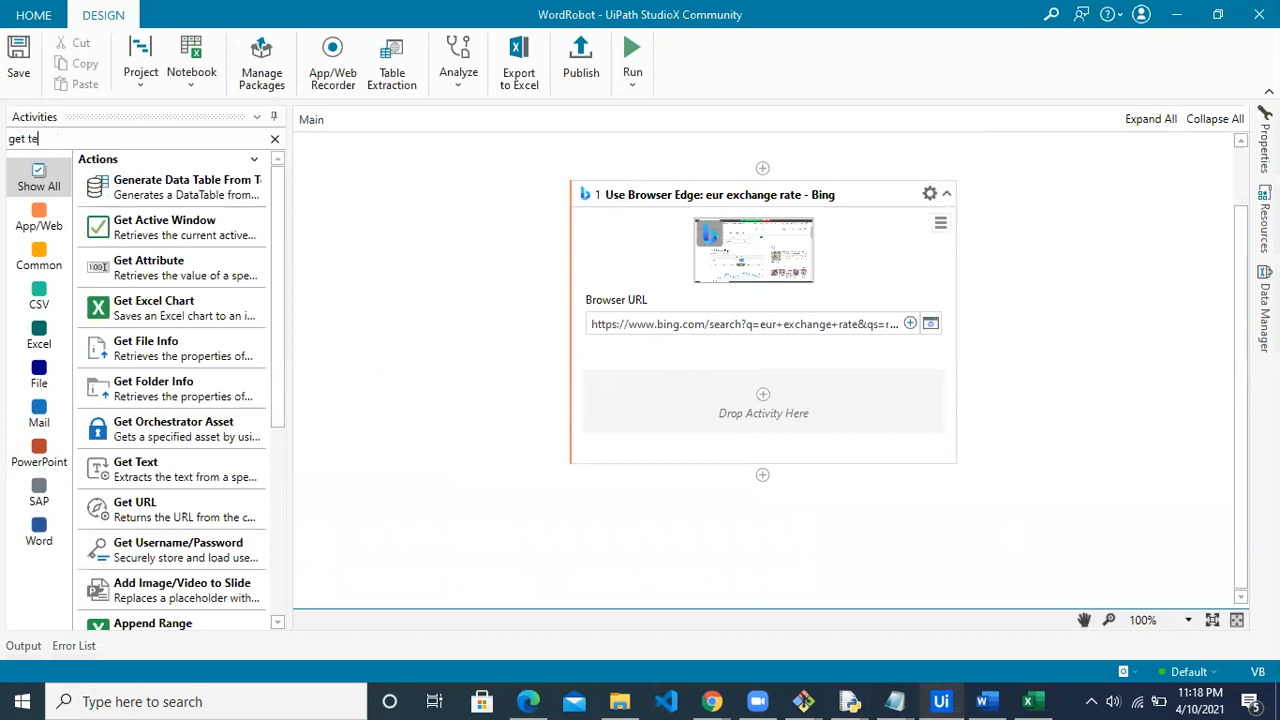 HOME
DESIGN
WordRobot - UiPath StudioX Community
Save
Cut
Copy
Paste
Project
Notebook
Manage
Packages
App/Web
Recorder
Table
Extraction
Analyze
Export
to Excel
Publish
Run
Activities
get te
Show All
App/Web
Common
CSV
Excel
File
Mail
PowerPoint
SAP
Word
Actions
Generate Data Table From T
Generates a DataTable from...
Get Active Window
Retrieves the current active...
Get Attribute
Retrieves the value of a spe...
Get Excel Chart
Saves an Excel chart to an i...
Get File Info
Retrieves the properties of...
Get Folder Info
Retrieves the properties of...
Get Orchestrator Asset
Gets a specified asset by usi...
Get Text
Extracts the text from a spe...
Get URL
Returns the URL from the c...
Get Username/Password
Securely store and load use...
Add Image/Video to Slide
Replaces a placeholder with...
Append Range
Main
Expand All
Collapse All
1 Use Browser Edge: eur exchange rate - Bing
Browser URL
https://www.bing.com/search?q=eur+exchange+rate&qs=r...
Drop Activity Here
Properties
Resources
Data Manager
100%
Output
Error List
Default
VB
Type here to search
Ui
11:18 PM
4/10/2021
5